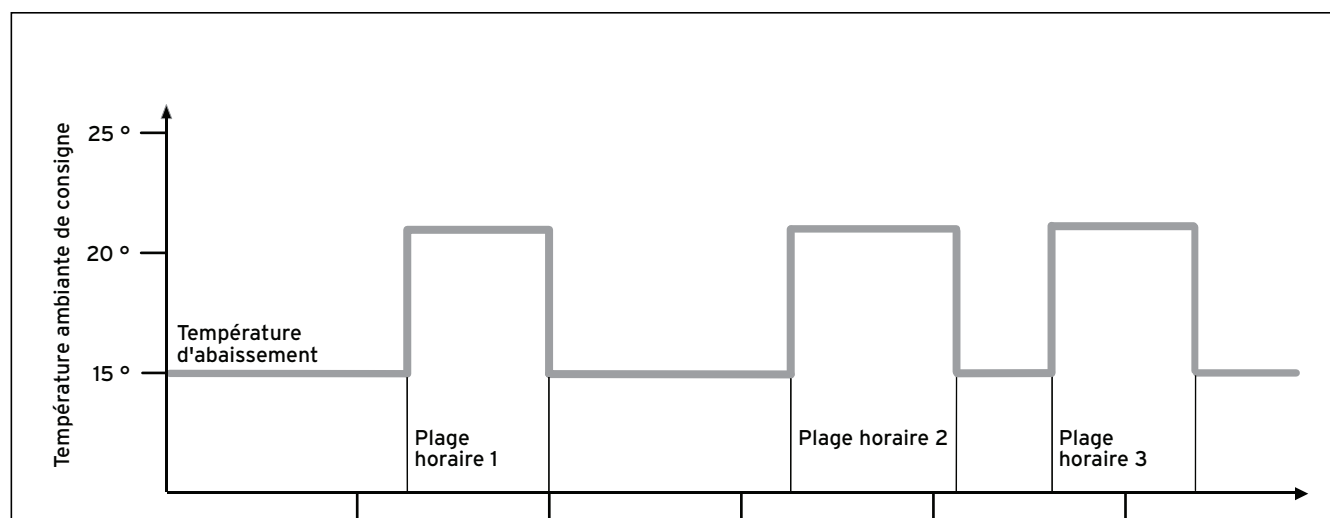 Température ambiante de consigne
25 °
20 °
15 °
Température
d'abaissement
Plage
horaire 1
Plage horaire 2
Plage
horaire 3